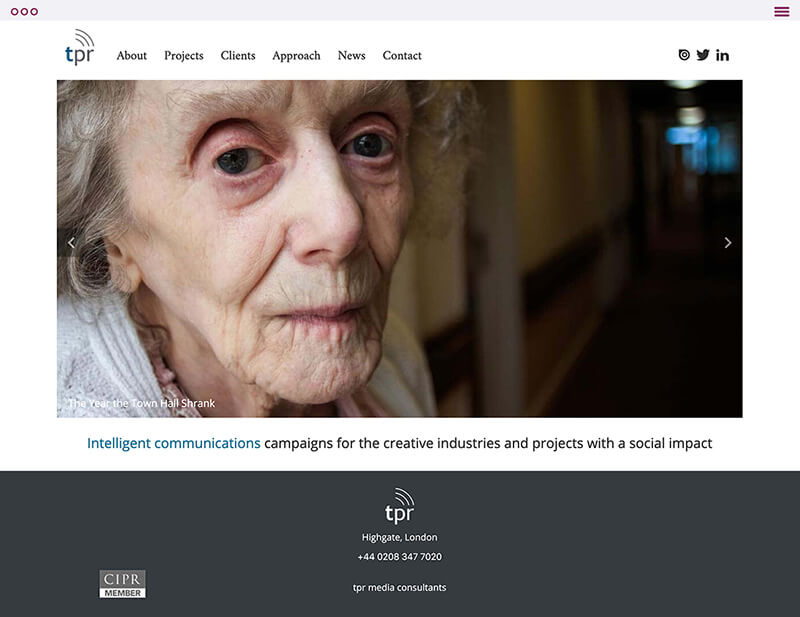 tpr
About Projects Clients Approach News Contact
The Year the Town Hall Shrank
Intelligent communications campaigns for the creative industries and projects with a social impact
tpr
Highgate, London
+44 0208 347 7020
CIPR
MEMBER
tpr media consultants